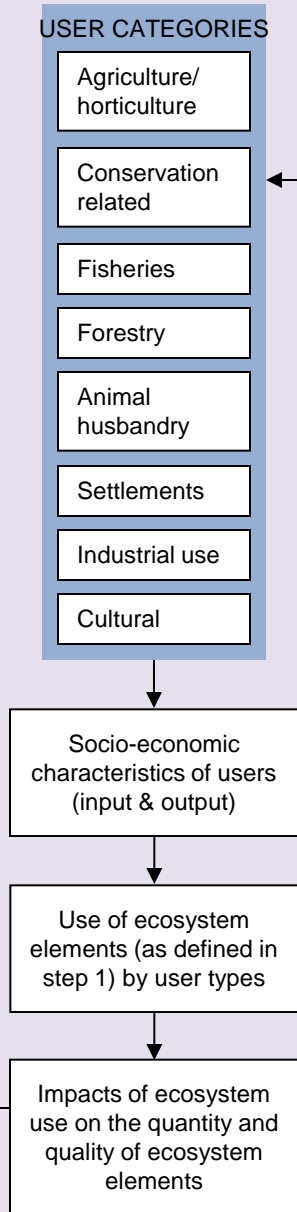 USER CATEGORIES
Agriculture/
horticulture
Conservation
related
Fisheries
Forestry
Animal
husbandry
Settlements
Industrial use
Cultural
Socio-economic
characteristics of users
(input & output)
Use of ecosystem
elements (as defined in
step 1) by user types
Impacts of ecosystem
use on the quantity and
quality of ecosystem
elements